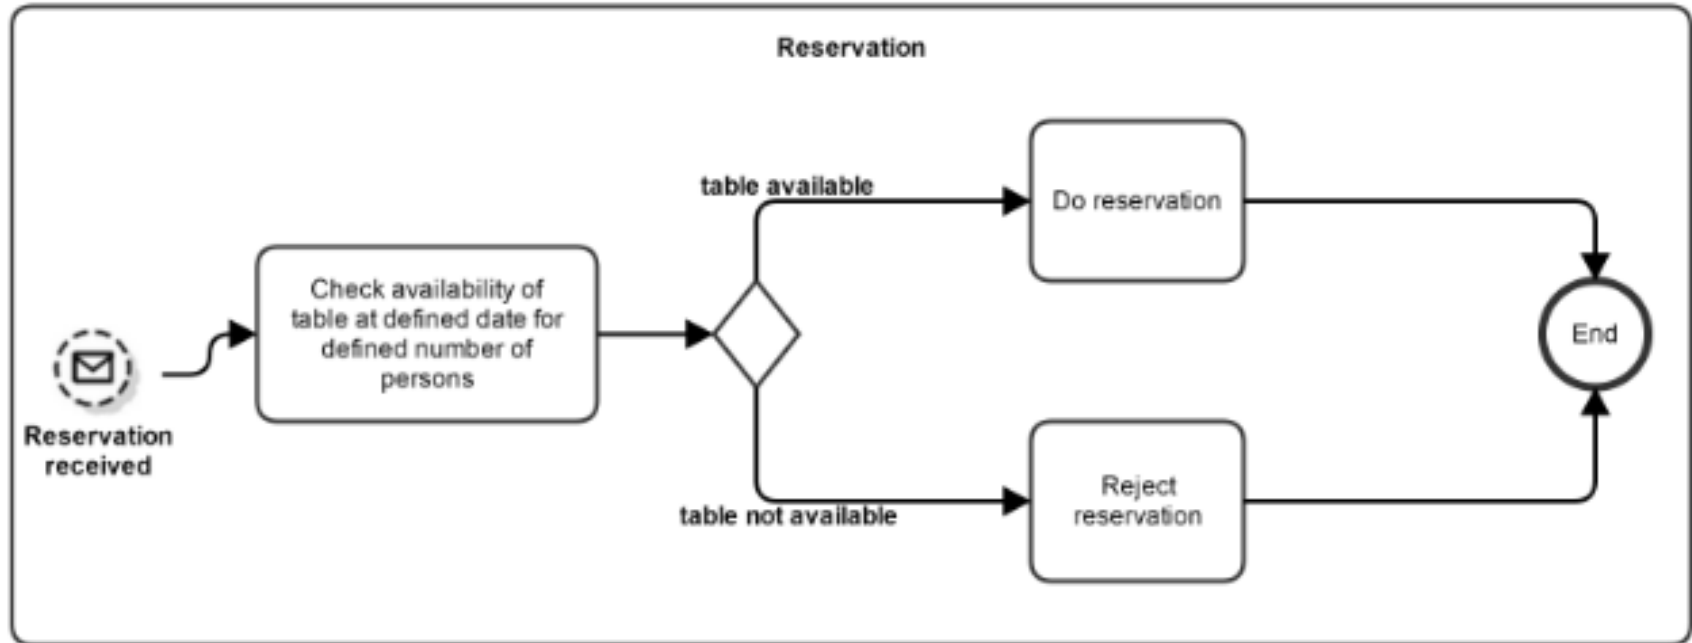 Reservation
table available
Do reservation
Check availability of
table at defined date for
defined number of
persons
End
Reservation
received
Reject
reservation
table not available